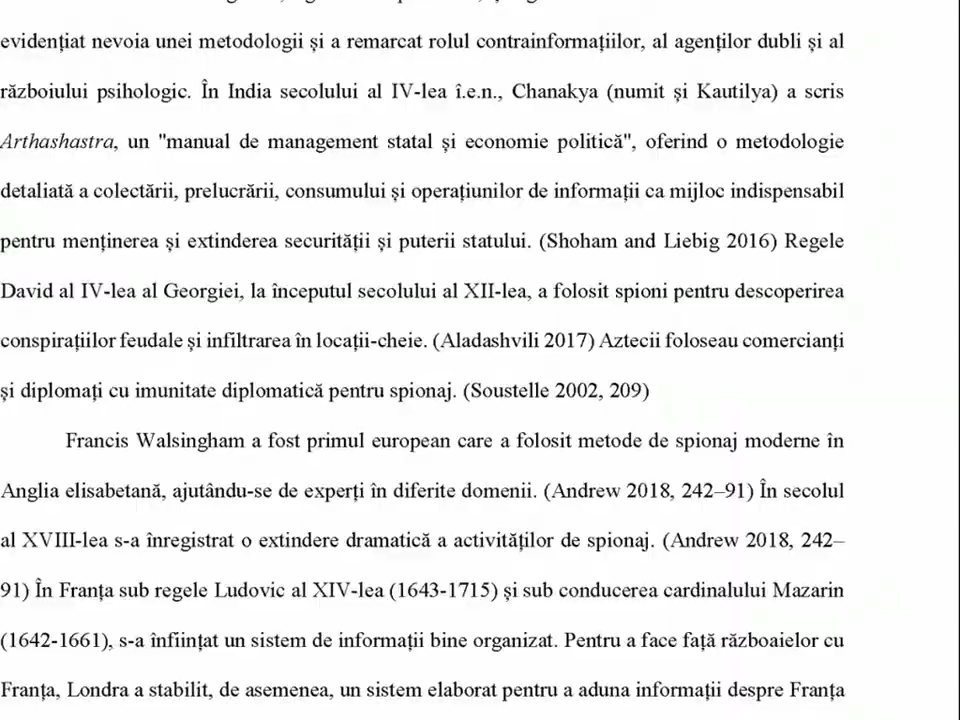 evidențiat nevoia unei metodologii și a remarcat rolul contrainformațiilor, al agenților dubli și al
războiului psihologic. În India secolului al IV-lea î.e.n., Chanakya (numit și Kautilya) a scris
Arthashastra, un "manual de management statal și economie politică", oferind o metodologie
detaliată a colectării, prelucrării, consumului și operațiunilor de informații ca mijloc indispensabil
pentru menținerea și extinderea securității și puterii statului. (Shoham and Liebig 2016) Regele
David al IV-lea al Georgiei, la începutul secolului al XII-lea, a folosit spioni pentru descoperirea
conspirațiilor feudale și infiltrarea în locații-cheie. (Aladashvili 2017) Aztecii foloseau comercianți
și diplomați cu imunitate diplomatică pentru spionaj. (Soustelle 2002, 209)
Francis Walsingham a fost primul european care a folosit metode de spionaj moderne în
Anglia elisabetană, ajutându-se de experți în diferite domenii. (Andrew 2018, 242–91) În secolul
al XVIII-lea s-a înregistrat o extindere dramatică a activităților de spionaj. (Andrew 2018, 242–
91) În Franța sub regele Ludovic al XIV-lea (1643-1715) și sub conducerea cardinalului Mazarin
(1642-1661), s-a înființat un sistem de informații bine organizat. Pentru a face față războaielor cu
Franța, Londra a stabilit, de asemenea, un sistem elaborat pentru a aduna informații despre Franța